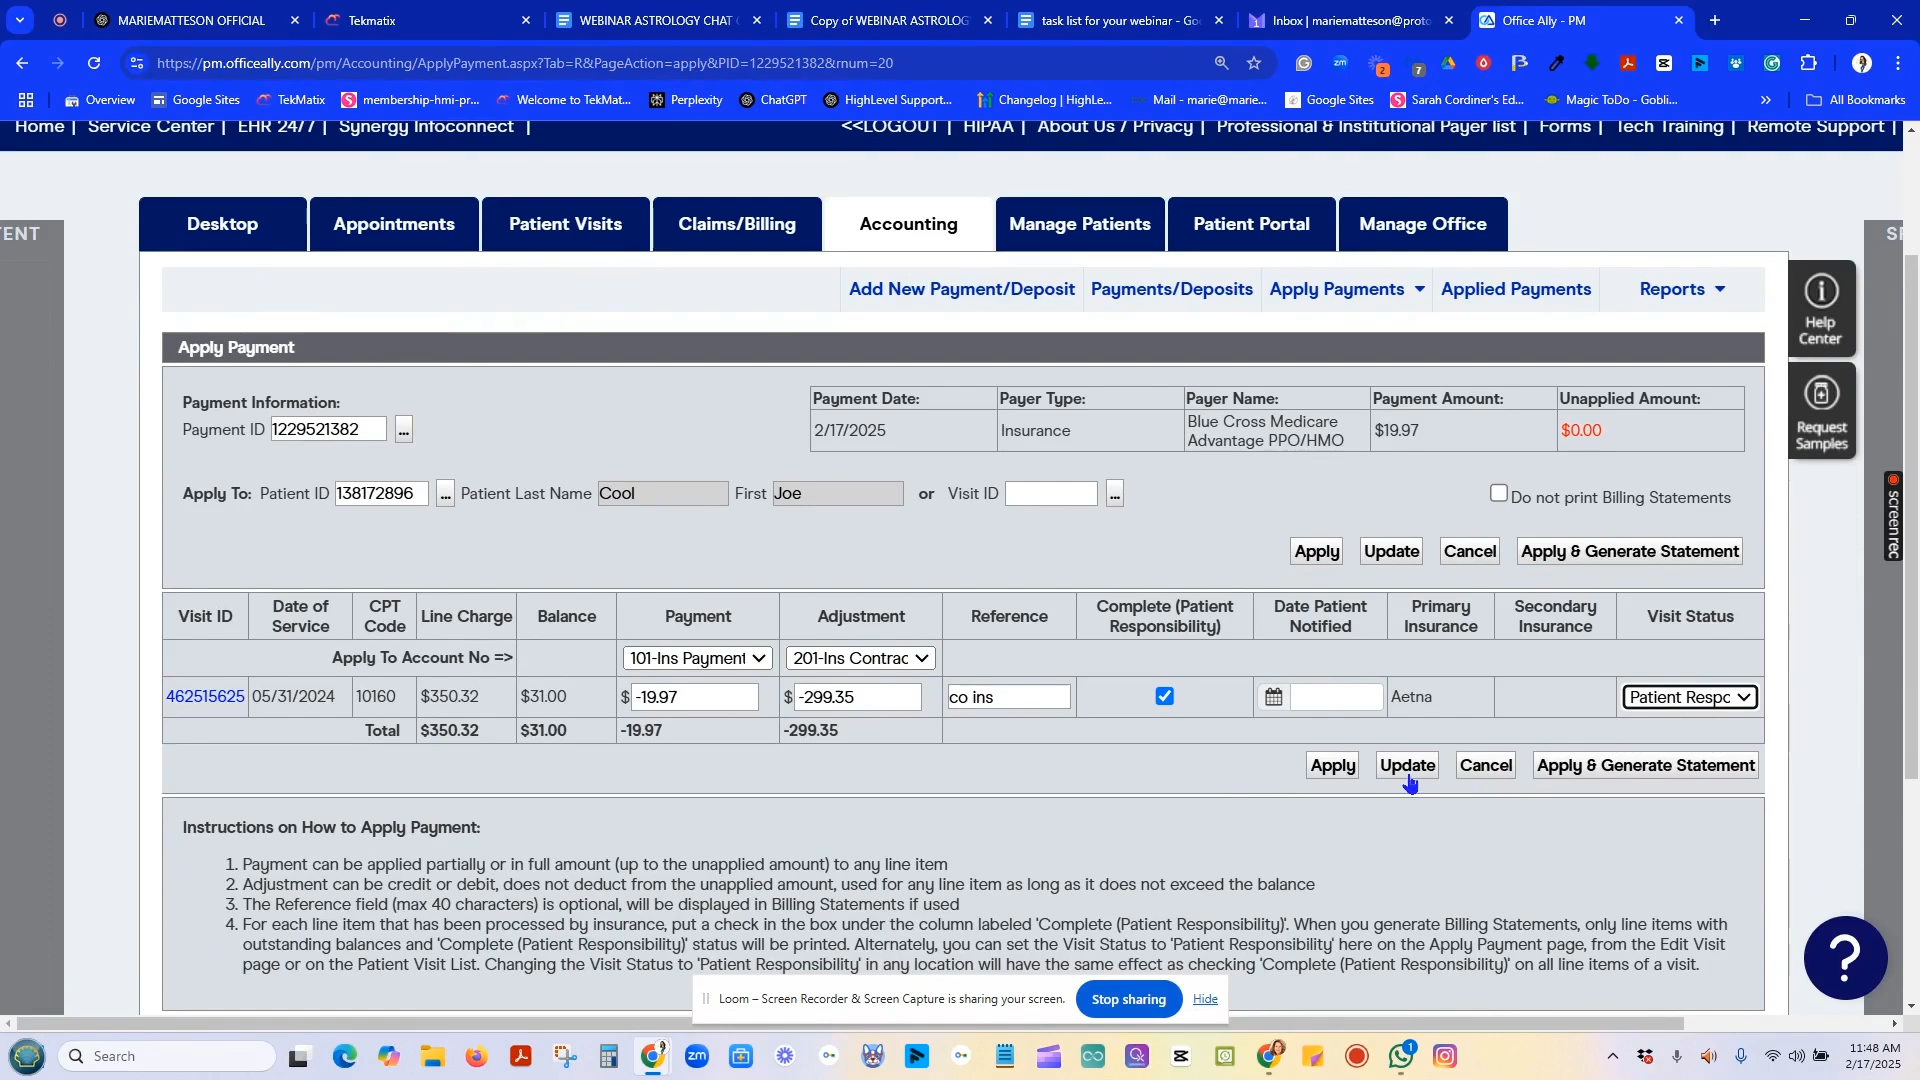 MARIEMATTESON OFFICIAL
Tekmatix
WEBINAR ASTROLOGY CHAT
Copy of WEBINAR ASTROLOG
task list for your webinar - Go
Inbox | mariematteson@proto
Office Ally - PM
https://pm.officeally.com/pm/Accounting/ApplyPayment.aspx?Tab=R&PageAction=apply&PID=1229521382&rnum=20
2
7
Overview
Google Sites
TekMatix
membership-hmi-pr...
Welcome to TekMat...
Perplexity
ChatGPT
HighLevel Support...
Changelog | HighLe...
Mail - marie@marie...
Google Sites
Sarah Cordiner's Ed...
Magic ToDo - Gobli...
All Bookmarks
Home | Service Center | EHR 24/7 | Synergy Infoconnect |
<<LOGOUT | HIPAA | About Us / Privacy | Professional & Institutional Payer list | Forms | Tech Training | Remote Support |
ENT
SP
Desktop
Appointments
Patient Visits
Claims/Billing
Accounting
Manage Patients
Patient Portal
Manage Office
Add New Payment/Deposit
Payments/Deposits
Apply Payments
Applied Payments
Reports
Help
Center
Request
Samples
screenrec
Apply Payment
Payment Information:
Payment ID 1229521382 ...
Payment Date: Payer Type: Payer Name: Payment Amount: Unapplied Amount:
2/17/2025 Insurance Blue Cross Medicare Advantage PPO/HMO $19.97 $0.00
Apply To: Patient ID 138172896 ... Patient Last Name Cool First Joe or Visit ID ...
Do not print Billing Statements
Apply Update Cancel Apply & Generate Statement
Visit ID Date of Service CPT Code Line Charge Balance Payment Adjustment Reference Complete (Patient Responsibility) Date Patient Notified Primary Insurance Secondary Insurance Visit Status
Apply To Account No => 101-Ins Payment 201-Ins Contrac
462515625 05/31/2024 10160 $350.32 $31.00 $ -19.97 $ -299.35 co ins Aetna Patient Respc
Total $350.32 $31.00 -19.97 -299.35
Apply Update Cancel Apply & Generate Statement
Instructions on How to Apply Payment:
1. Payment can be applied partially or in full amount (up to the unapplied amount) to any line item
2. Adjustment can be credit or debit, does not deduct from the unapplied amount, used for any line item as long as it does not exceed the balance
3. The Reference field (max 40 characters) is optional, will be displayed in Billing Statements if used
4. For each line item that has been processed by insurance, put a check in the box under the column labeled 'Complete (Patient Responsibility)'. When you generate Billing Statements, only line items with
outstanding balances and 'Complete (Patient Responsibility)' status will be printed. Alternately, you can set the Visit Status to 'Patient Responsibility' here on the Apply Payment page, from the Edit Visit
page or on the Patient Visit List. Changing the Visit Status to 'Patient Responsibility' in any location will have the same effect as checking 'Complete (Patient Responsibility)' on all line items of a visit.
?
Loom – Screen Recorder & Screen Capture is sharing your screen.
Stop sharing
Hide
Search
zm
1
11:48 AM
2/17/2025